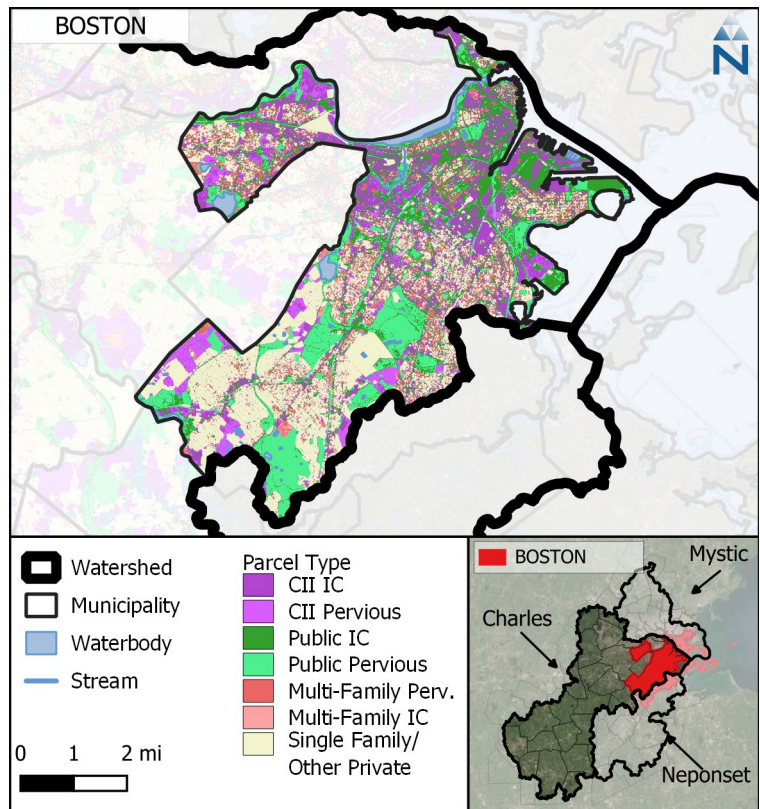 BOSTON
N
Watershed
Municipality
Waterbody
Stream
0 1 2 mi
Parcel Type
CII IC
CII Pervious
Public IC
Public Pervious
Multi-Family Perv.
Multi-Family IC
Single Family/
Other Private
BOSTON
Mystic
Charles
Neponset